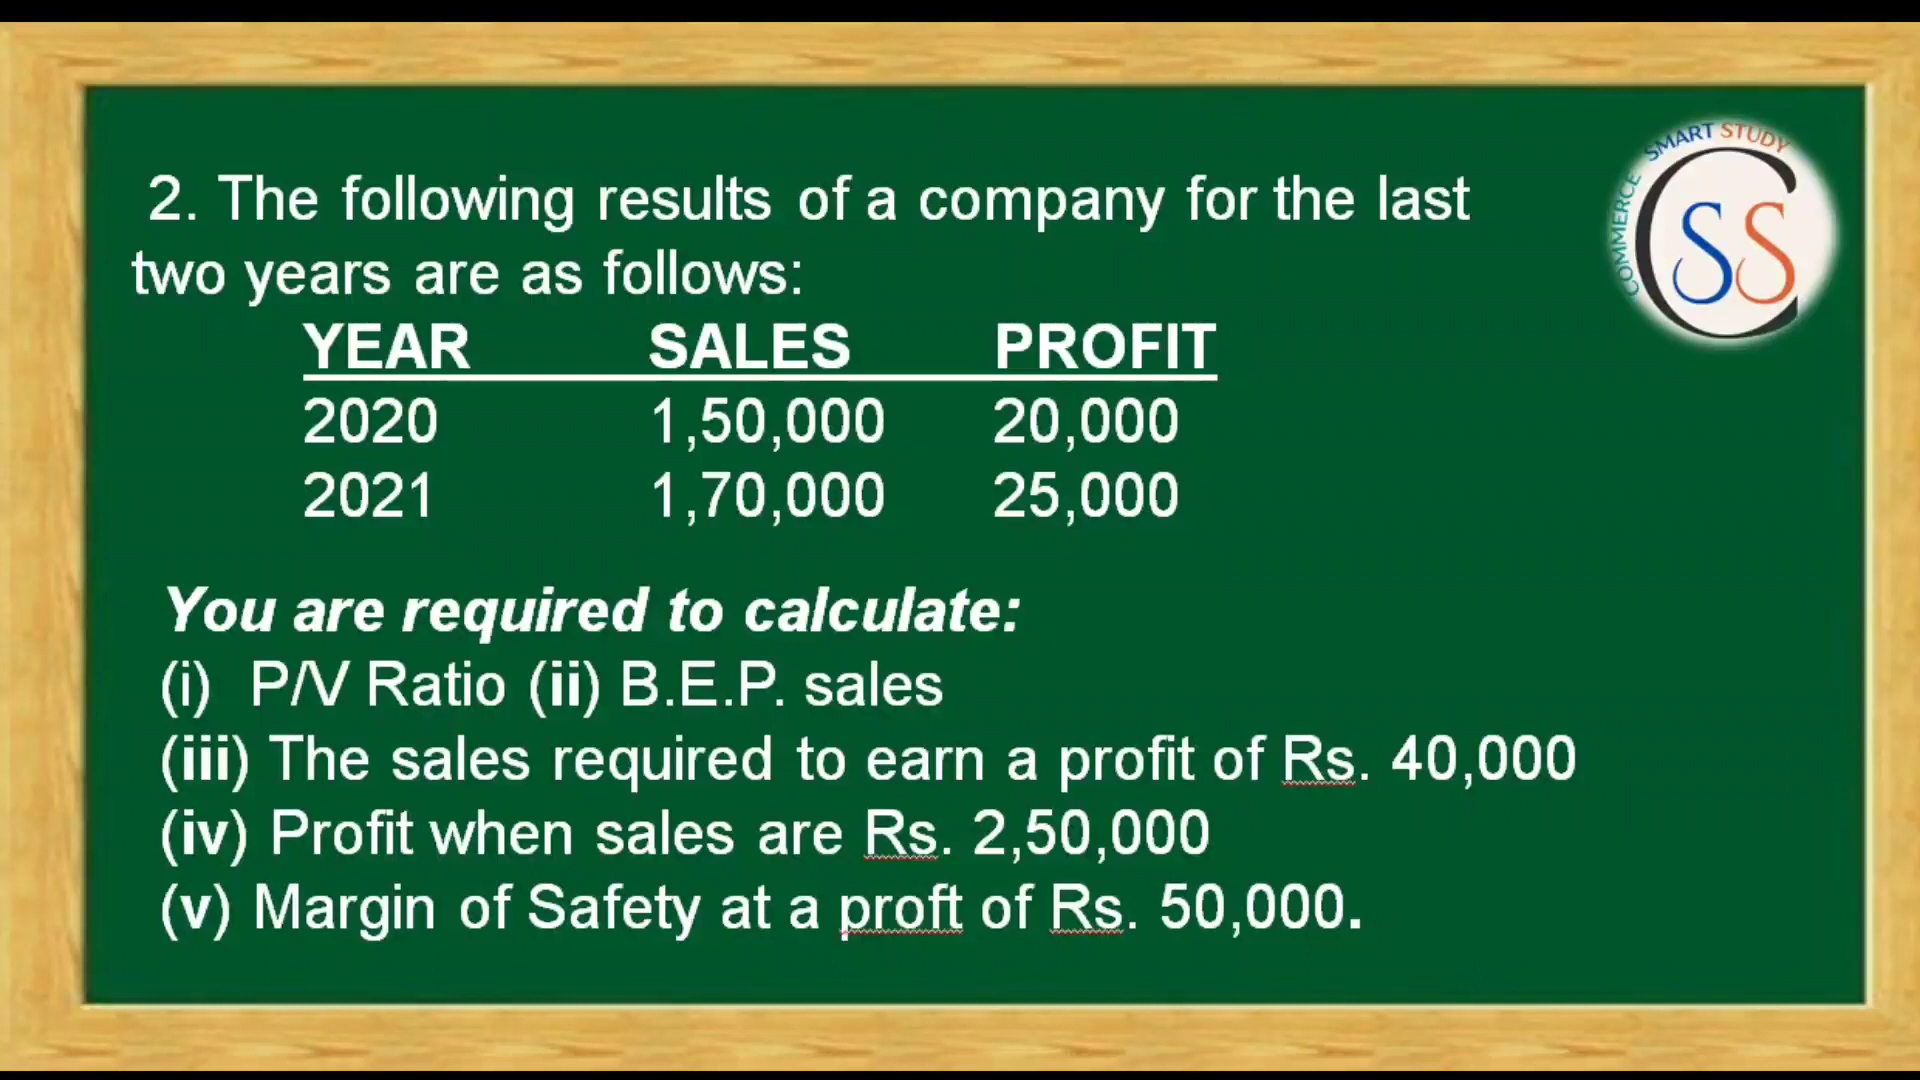 2. The following results of a company for the last
two years are as follows:
YEAR SALES PROFIT
2020 1,50,000 20,000
2021 1,70,000 25,000
You are required to calculate:
(i) P/V Ratio (ii) B.E.P. sales
(iii) The sales required to earn a profit of Rs. 40,000
(iv) Profit when sales are Rs. 2,50,000
(v) Margin of Safety at a proft of Rs. 50,000.
COMMERCE SMART STUDY
CSS